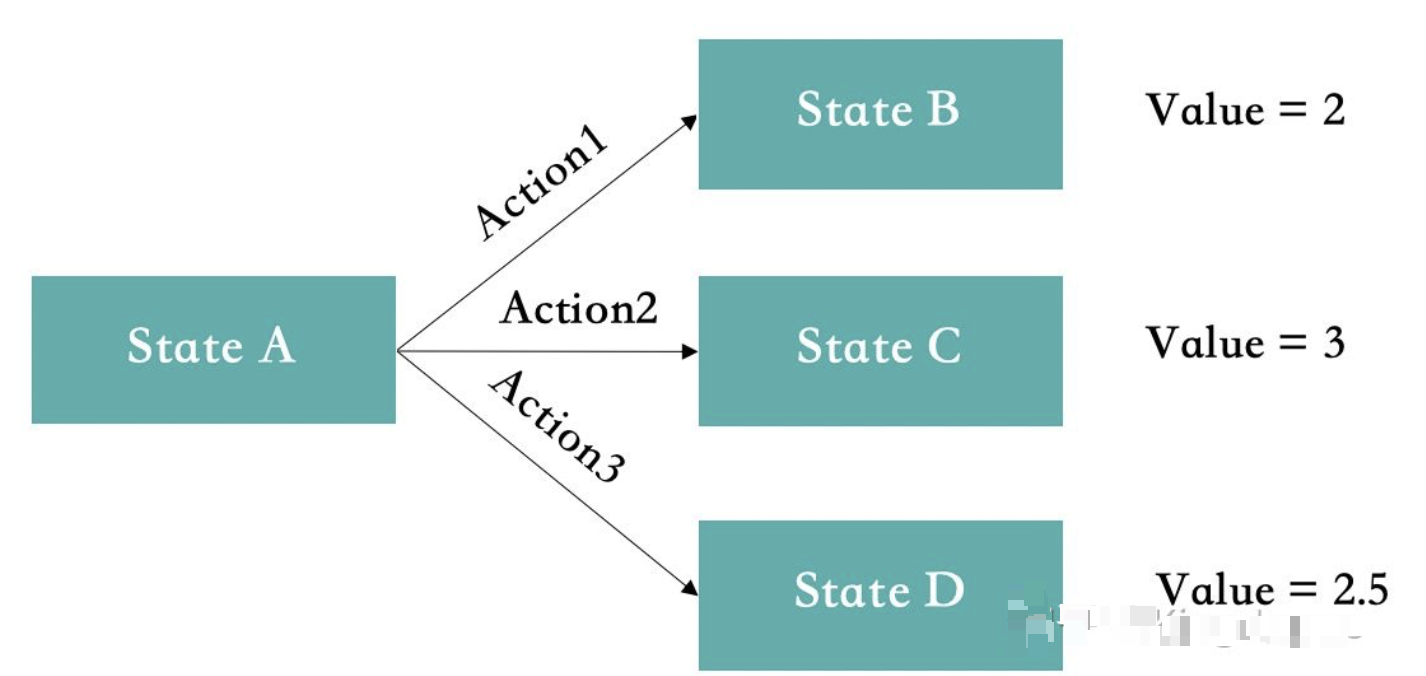 State B
Value = 2
Action1
Action2
State A
State C
Value = 3
Action3
State D
Value = 2.5